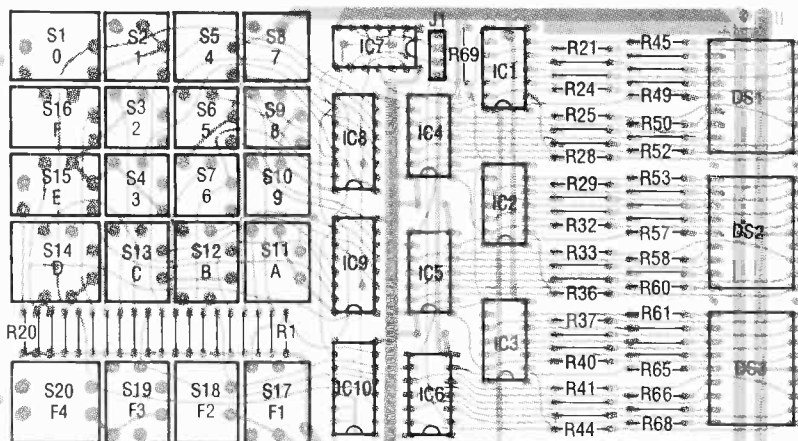 S1
0
S2
1
S5
4
S8
7
S16
F
S3
2
S6
5
S9
8
S15
E
S4
3
S7
6
S10
9
S14
D
S13
C
S12
B
S11
A
R20
R1
S20
F4
S19
F3
S18
F2
S17
F1
IC7
J1
R69
IC1
IC8
IC4
IC2
IC9
IC5
IC3
IC10
IC6
R21
R24
R25
R28
R29
R32
R33
R36
R37
R40
R41
R44
R45
R49
R50
R52
R53
R57
R58
R60
R61
R65
R66
R68
DS1
DS2
DS3